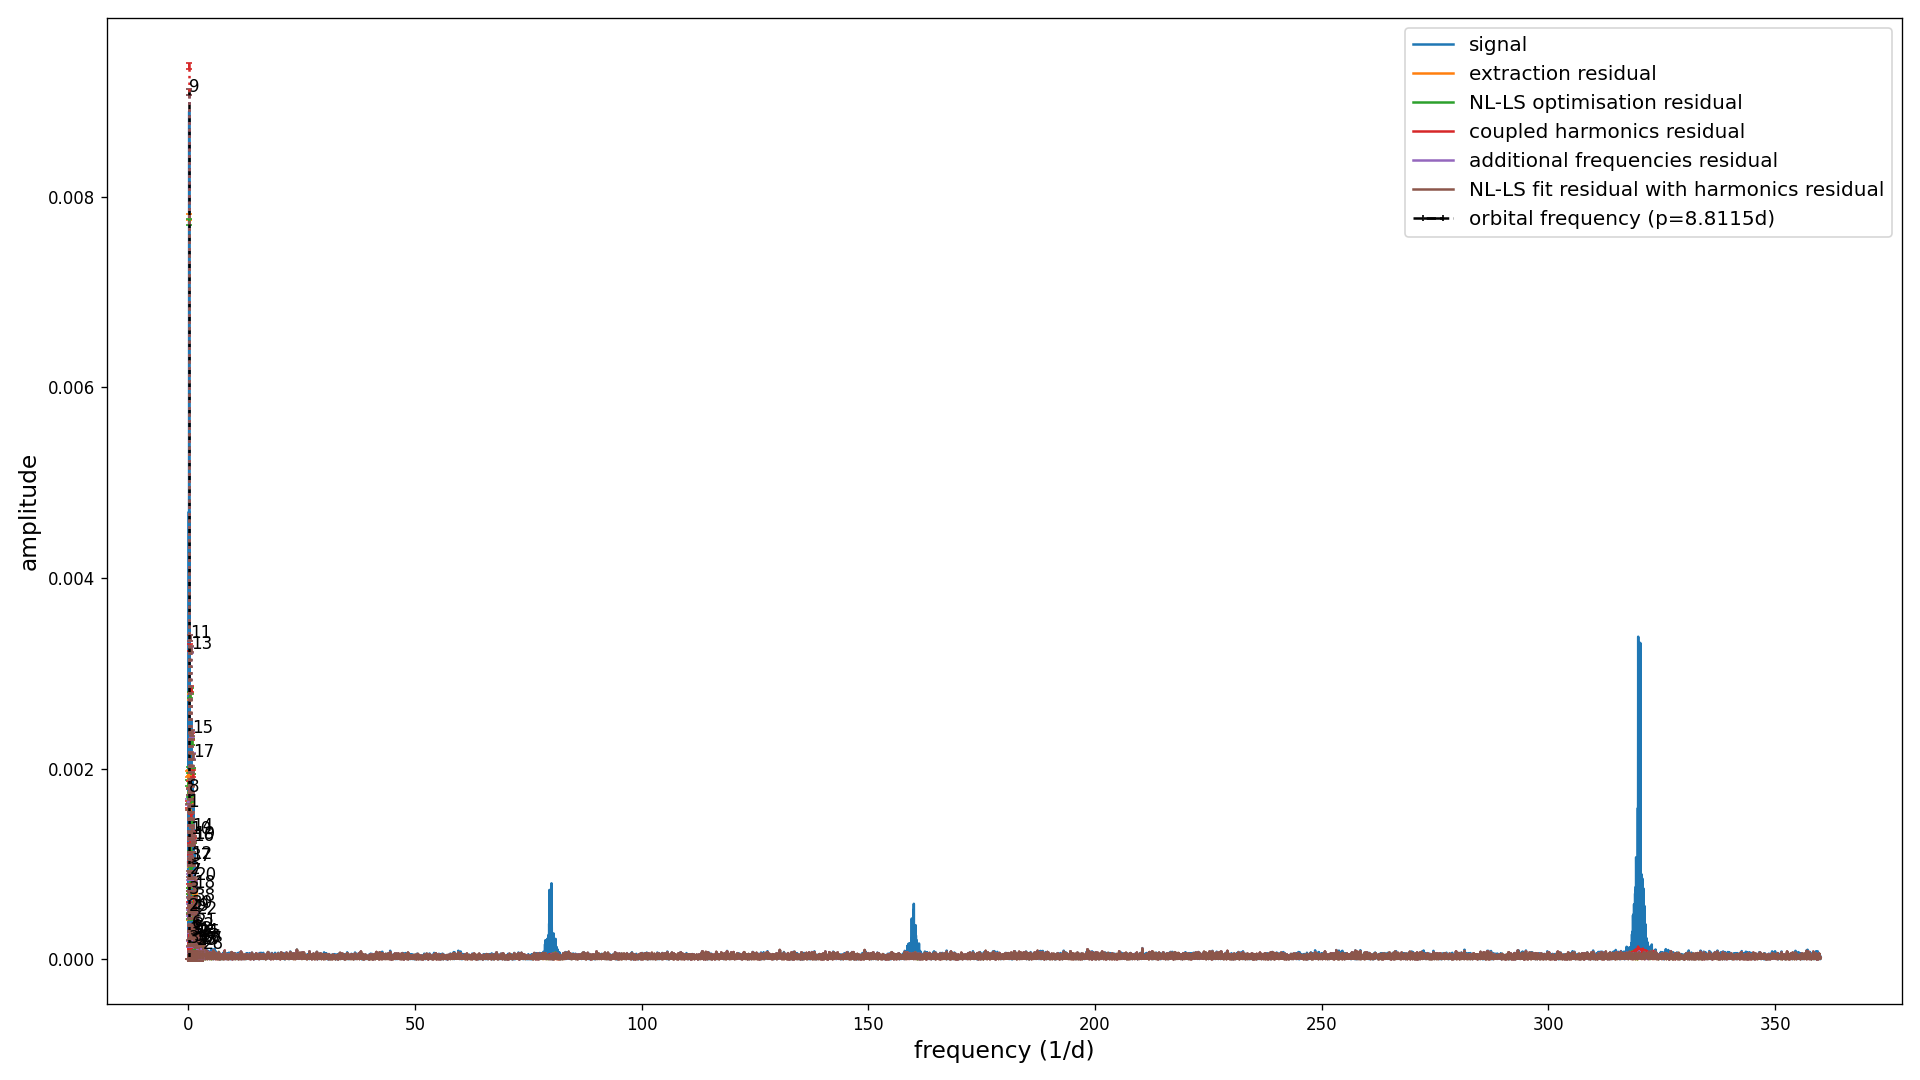 signal
extraction residual
NL-LS optimisation residual
coupled harmonics residual
additional frequencies residual
NL-LS fit residual with harmonics residual
orbital frequency (p=8.8115d)
9
0.008
0.006
amplitude
0.004
11
13
15
17
0.002
8
1
14
12
20
18
0.000
0
50
100
150
200
250
300
350
frequency (1/d)